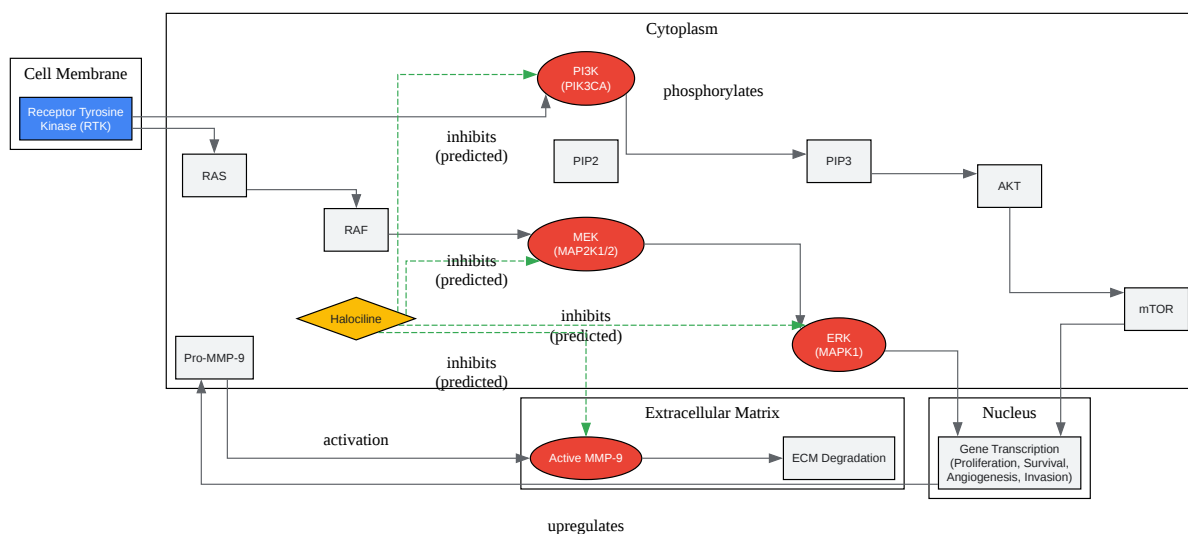 Cytoplasm
Cell Membrane
PI3K
(PIK3CA)
phosphorylates
Receptor Tyrosine
Kinase (RTK)
inhibits
(predicted)
PIP2
PIP3
RAS
AKT
RAF
MEK
(MAP2K1/2)
inhibits
(predicted)
Halociline
mTOR
inhibits
(predicted)
ERK
(MAPK1)
Pro-MMP-9
inhibits
(predicted)
Extracellular Matrix
Nucleus
activation
Active MMP-9
ECM Degradation
Gene Transcription
(Proliferation, Survival,
Angiogenesis, Invasion)
upregulates